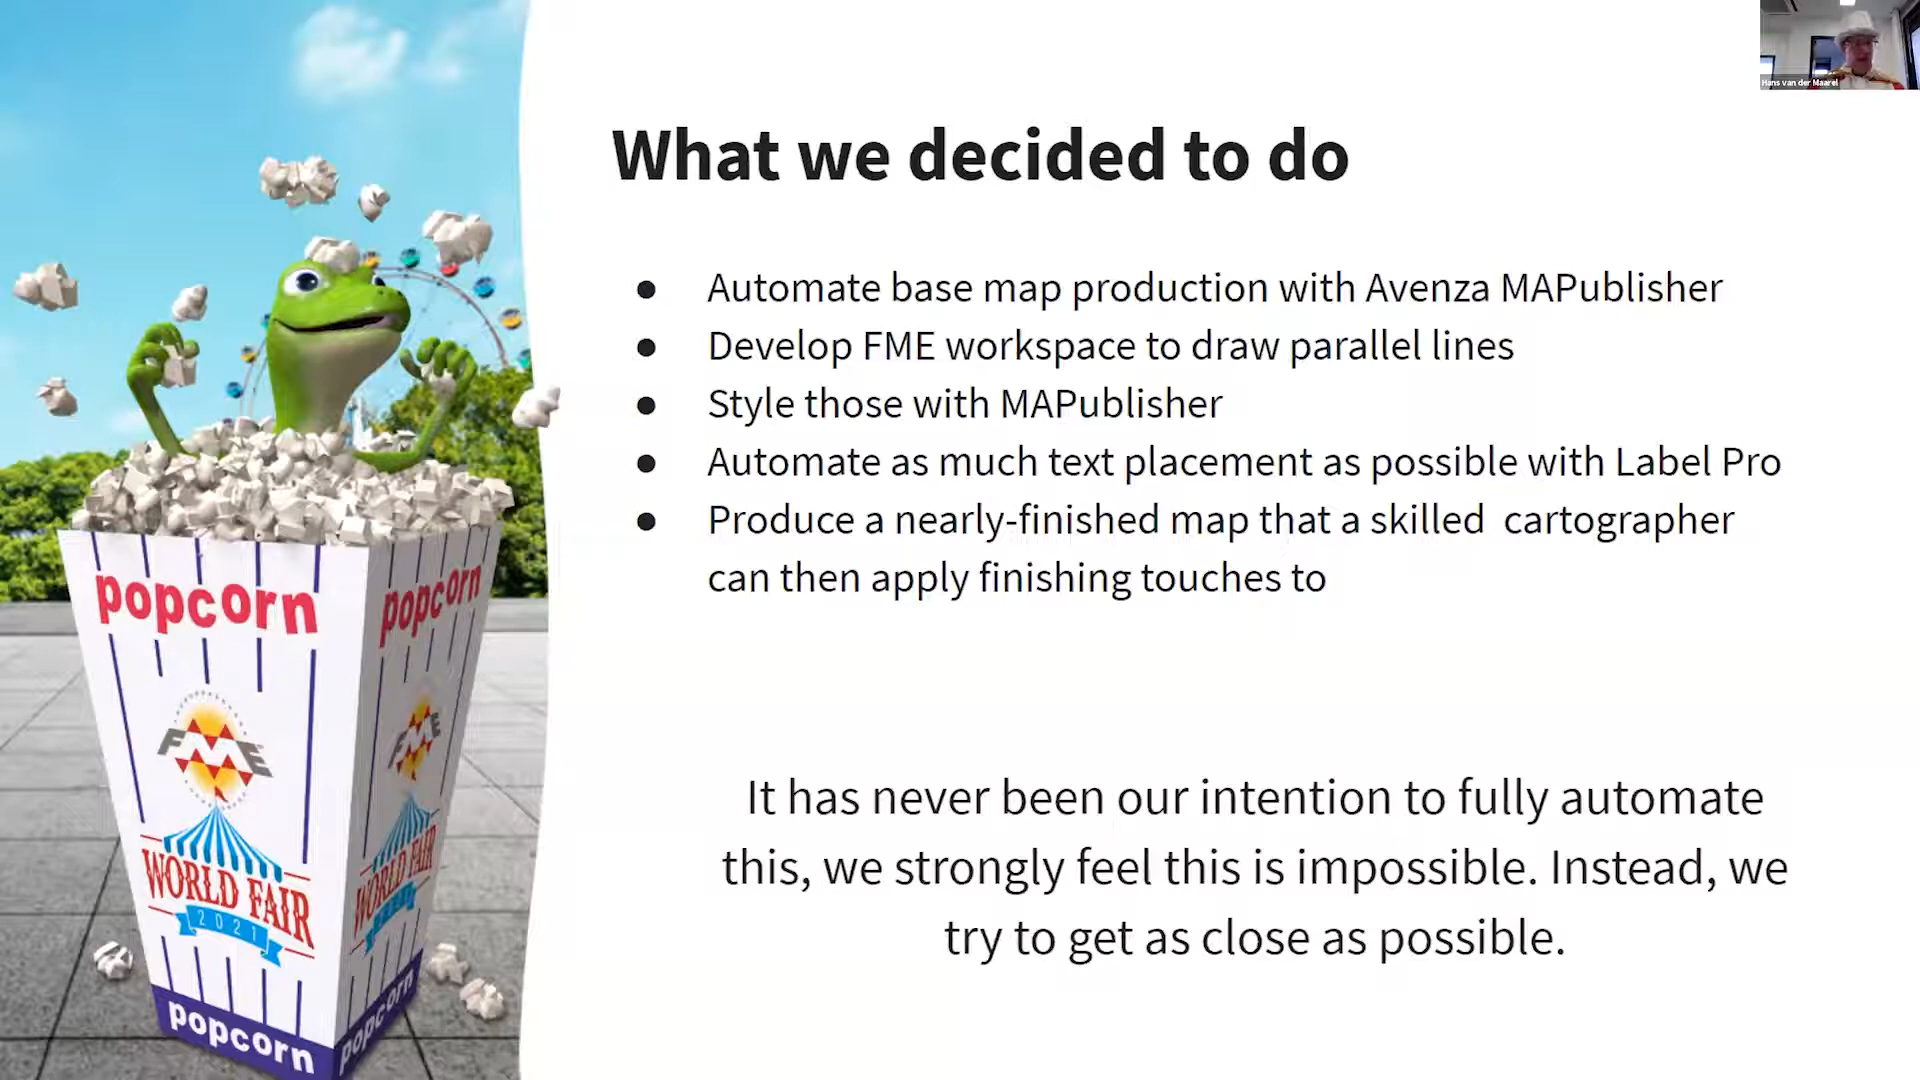 Hans van der Maarel
What we decided to do
● Automate base map production with Avenza MAPublisher
● Develop FME workspace to draw parallel lines
● Style those with MAPublisher
● Automate as much text placement as possible with Label Pro
● Produce a nearly-finished map that a skilled  cartographer
can then apply finishing touches to
It has never been our intention to fully automate
this, we strongly feel this is impossible. Instead, we
try to get as close as possible.
popcorn
popcorn
FME
FME
WORLD FAIR
WORLD FAIR
2021
popcorn
popcorn